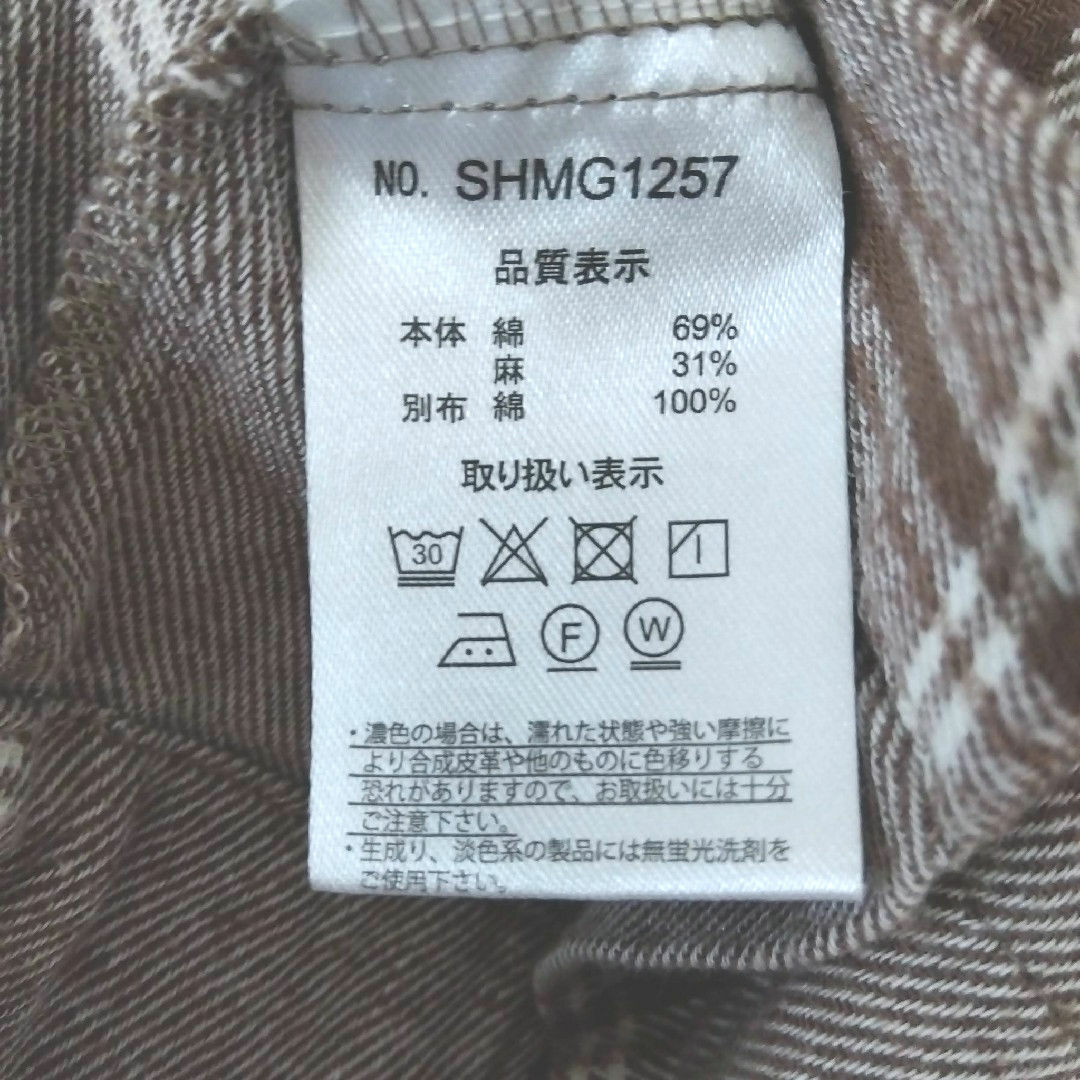 NO. SHMG1257
品質表示
本体 綿 69%
麻 31%
別布 綿 100%
取り扱い表示
30
F W
・濃色の場合は、濡れた状態や強い摩擦に
より合成皮革や他のものに色移りする
恐れがありますので、お取扱いには十分
ご注意下さい。
・生成り、淡色系の製品には無蛍光洗剤を
ご使用下さい。